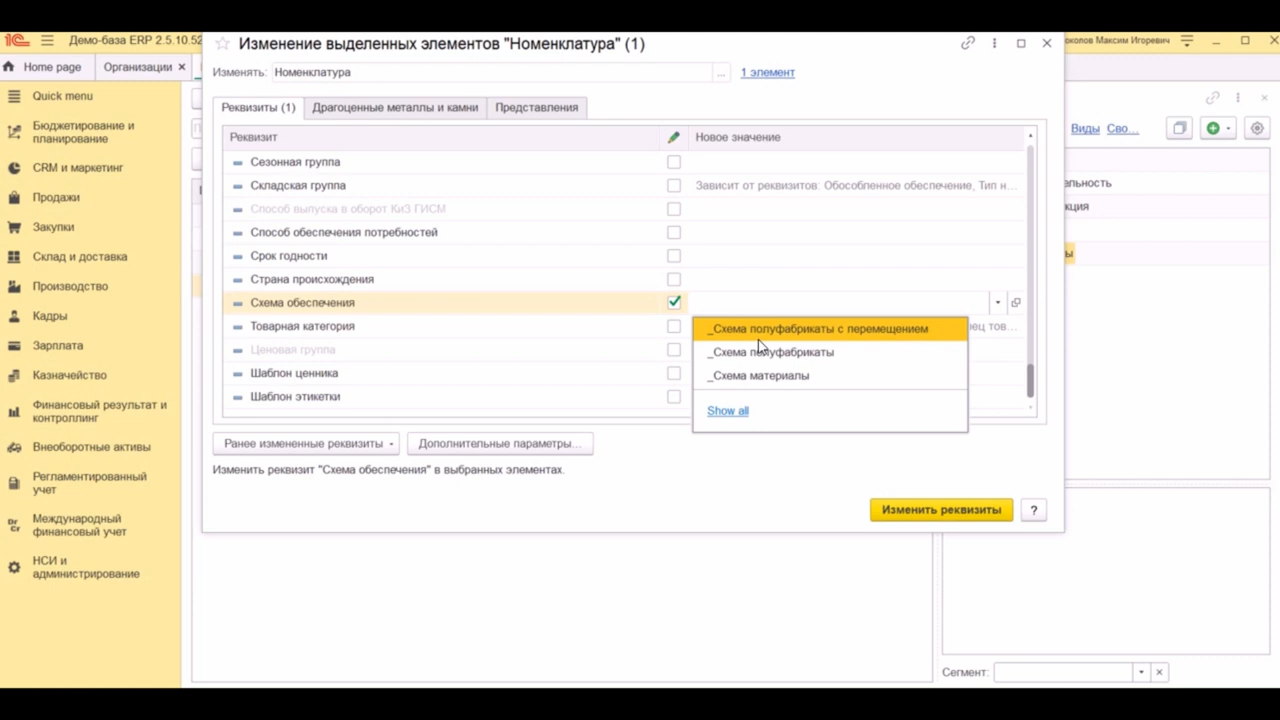 1С Демо-база ERP 2.5.10.52
Изменение выделенных элементов "Номенклатура" (1)
Максим Игоревич
Home page
Организации
Изменять: Номенклатура ... 1 элемент
Quick menu
Бюджетирование и
планирование
CRM и маркетинг
Продажи
Закупки
Склад и доставка
Производство
Кадры
Зарплата
Казначейство
Финансовый результат и
контроллинг
Внеоборотные активы
Регламентированный
учет
Международный
финансовый учет
НСИ и
администрирование
Реквизиты (1)
Драгоценные металлы и камни
Представления
Реквизит
Новое значение
Сезонная группа
Складская группа
Зависит от реквизитов: Обособленное обеспечение, Тип н...
Способ выпуска в оборот КиЗ ГИСМ
Способ обеспечения потребностей
Срок годности
Страна происхождения
Схема обеспечения
Товарная категория
Ценовая группа
Шаблон ценника
Шаблон этикетки
_Схема полуфабрикаты с перемещением
_Схема полуфабрикаты
_Схема материалы
Show all
Ранее измененные реквизиты
Дополнительные параметры...
Изменить реквизит "Схема обеспечения" в выбранных элементах.
Изменить реквизиты
?
Виды
Сво...
Сегмент: